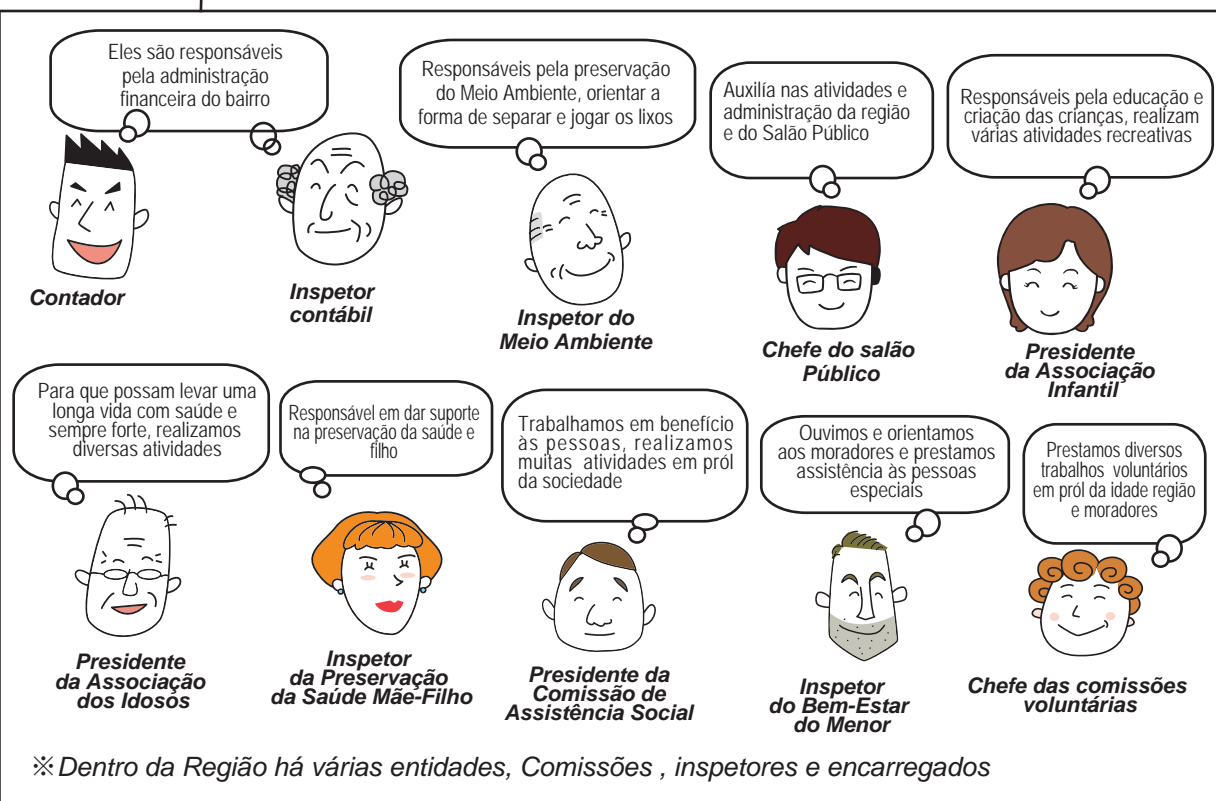 Eles são responsáveis
pela administração
financeira do bairro
Contador
Inspetor
contábil
Responsáveis pela preservação
do Meio Ambiente, orientar a
forma de separar e jogar os lixos
Inspetor do
Meio Ambiente
Auxilía nas atividades e
administração da região
e do Salão Público
Chefe do salão
Público
Responsáveis pela educação e
criação das crianças, realizam
várias atividades recreativas
Presidente
da Associação
Infantil
Para que possam levar uma
longa vida com saúde e
sempre forte, realizamos
diversas atividades
Presidente
da Associação
dos Idosos
Responsável em dar suporte
na preservação da saúde e
filho
Inspetor
da Preservação
da Saúde Mãe-Filho
Trabalhamos em benefício
às pessoas, realizamos
muitas atividades em pról
da sociedade
Presidente da
Comissão de
Assistência Social
Ouvimos e orientamos
aos moradores e prestamos
assistência às pessoas
especiais
Inspetor
do Bem-Estar
do Menor
Prestamos diversos
trabalhos voluntários
em pról da idade região
e moradores
Chefe das comissões
voluntárias
※Dentro da Região há várias entidades, Comissões , inspetores e encarregados